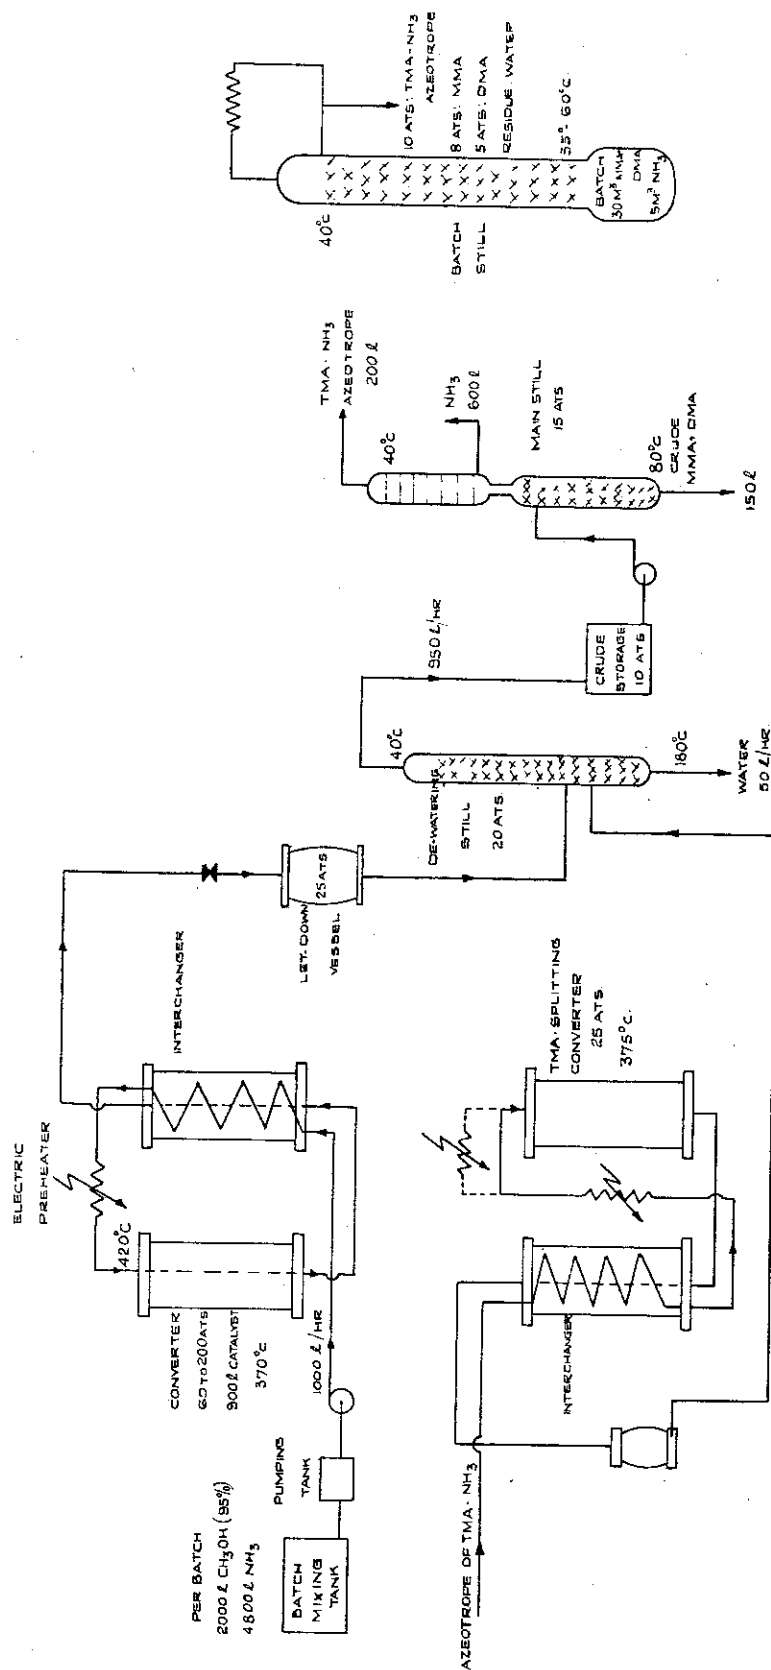 PER BATCH
2000 l CH3OH (95%)
4800 l NH3
BATCH
MIXING
TANK
PUMPING
TANK
1000 l/HR
CONVERTER
60 TO 200 ATS
900 l CATALYST
370°C
420°C
ELECTRIC
PREHEATER
INTERCHANGER
LET. DOWN
VESSEL
25 ATS
DE-WATERING
STILL
20 ATS.
40°C
180°C
WATER
50 l/HR.
950 l/HR
CRUDE
STORAGE
10 ATS
TMA. NH3
AZEOTROPE
200 l
40°C
NH3
600 l
MAIN STILL
15 ATS
80°C
CRUDE
MMA, DMA
150 l
40°C
BATCH
STILL
10 ATS: TMA-NH3
AZEOTROPE
8 ATS: MMA
5 ATS: DMA
RESIDUE: WATER
35°- 60°C.
BATCH
30 M3 MMA
DMA
5 M3 NH3
AZEOTROPE OF TMA. NH3
INTERCHANGER
TMA. SPLITTING
CONVERTER
25 ATS.
375°C.